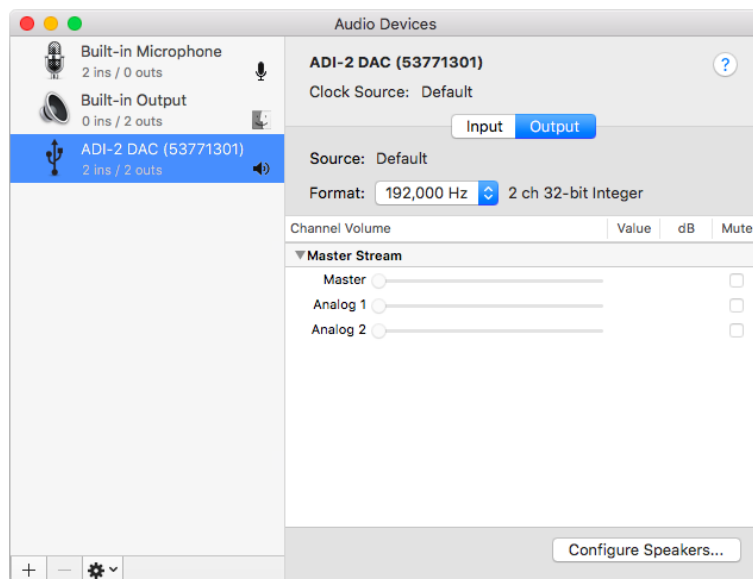 Audio Devices
Built-in Microphone
2 ins / 0 outs
Built-in Output
0 ins / 2 outs
ADI-2 DAC (53771301)
2 ins / 2 outs
ADI-2 DAC (53771301)
?
Clock Source: Default
Input Output
Source: Default
Format: 192,000 Hz 2 ch 32-bit Integer
Channel Volume Value dB Mute
Master Stream
Master
Analog 1
Analog 2
Configure Speakers...